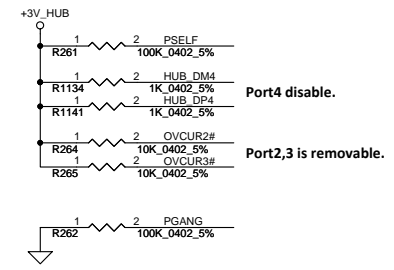 +3V_HUB
1 2 PSELF
R261 100K_0402_5%
1 2 HUB_DM4
R1134 1K_0402_5%
1 2 HUB_DP4
R1141 1K_0402_5%
Port4 disable.
1 2 OVCUR2#
R264 10K_0402_5%
1 2 OVCUR3#
R265 10K_0402_5%
Port2,3 is removable.
1 2 PGANG
R262 100K_0402_5%